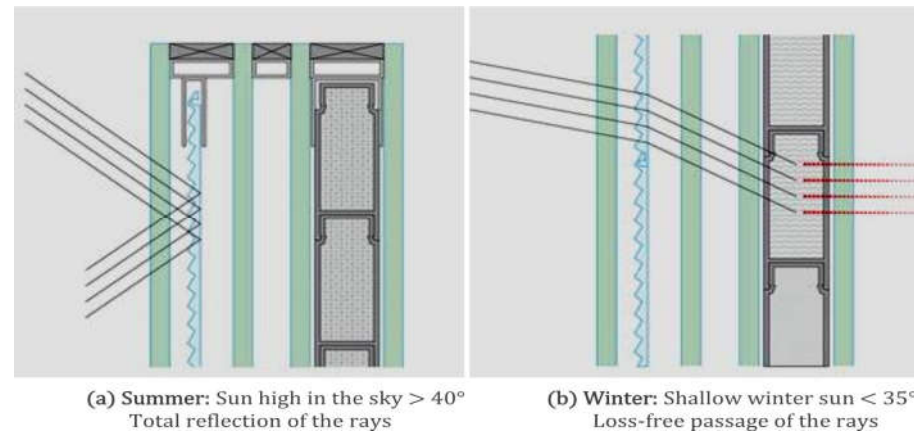 (a) Summer: Sun high in the sky > 40°
Total reflection of the rays
(b) Winter: Shallow winter sun < 35°
Loss-free passage of the rays